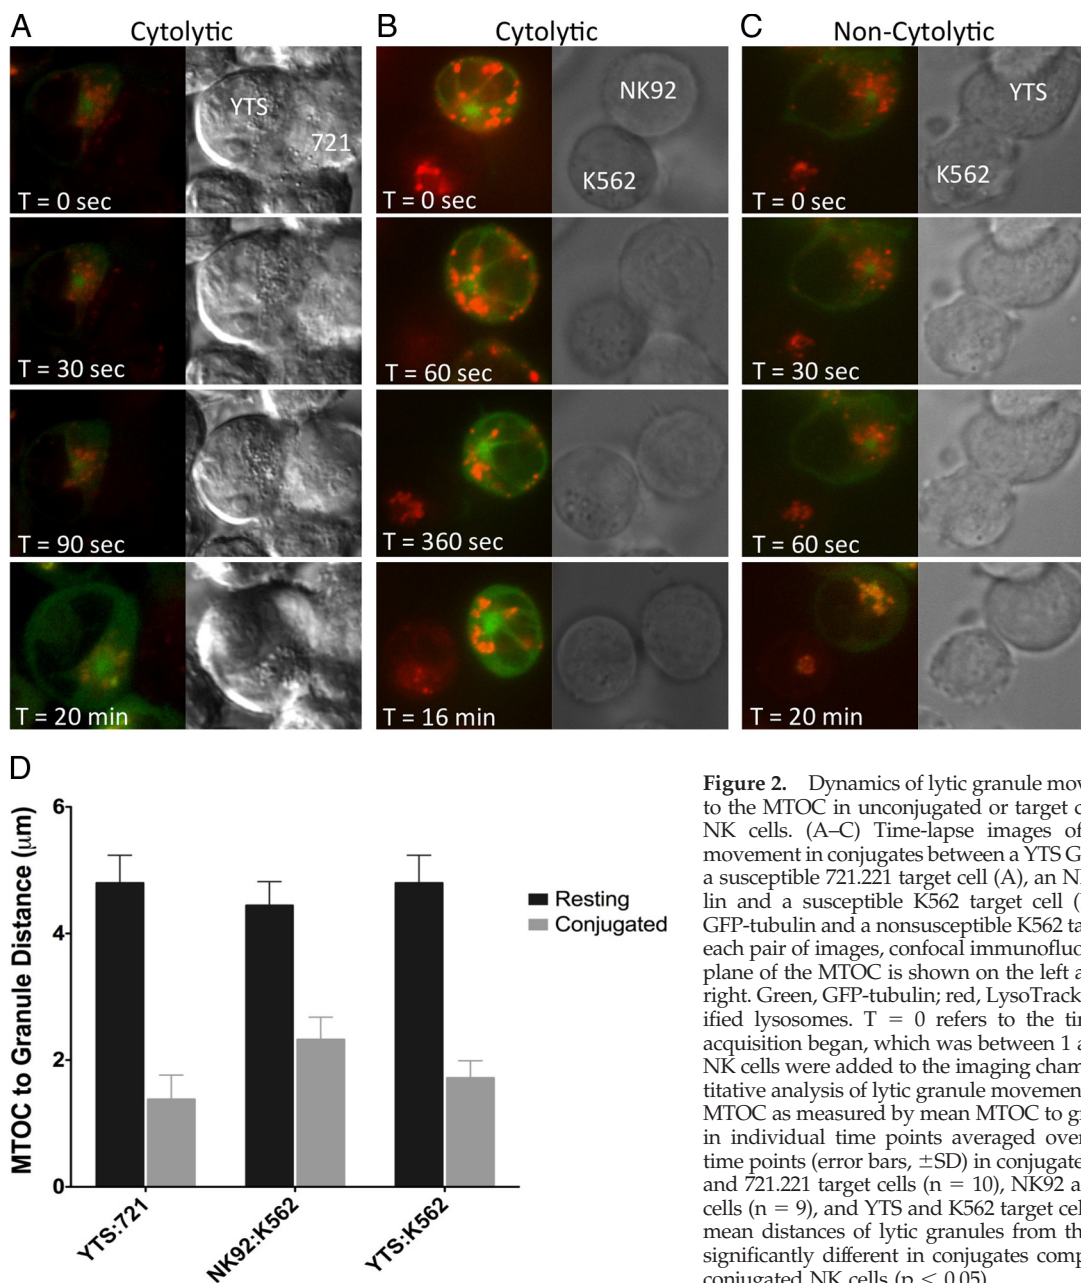 A
Cytolytic
B
Cytolytic
C
Non-Cytolytic
YTS
721
T = 0 sec
NK92
K562
T = 0 sec
YTS
K562
T = 0 sec
T = 30 sec
T = 60 sec
T = 30 sec
T = 90 sec
T = 360 sec
T = 60 sec
T = 20 min
T = 16 min
T = 20 min
D
MTOC to Granule Distance (μm)
6
4
2
0
Resting
Conjugated
YTS:721
NK92:K562
YTS:K562
Figure 2. Dynamics of lytic granule mov
to the MTOC in unconjugated or target c
NK cells. (A–C) Time-lapse images of
movement in conjugates between a YTS G
a susceptible 721.221 target cell (A), an N
lin and a susceptible K562 target cell (
GFP-tubulin and a nonsusceptible K562 ta
each pair of images, confocal immunofluo
plane of the MTOC is shown on the left a
right. Green, GFP-tubulin; red, LysoTrack
ified lysosomes. T = 0 refers to the tim
acquisition began, which was between 1 a
NK cells were added to the imaging cham
titative analysis of lytic granule movement
MTOC as measured by mean MTOC to g
in individual time points averaged over
time points (error bars, ±SD) in conjugate
and 721.221 target cells (n = 10), NK92 a
cells (n = 9), and YTS and K562 target cel
mean distances of lytic granules from th
significantly different in conjugates comp
conjugated NK cells (p < 0.05).